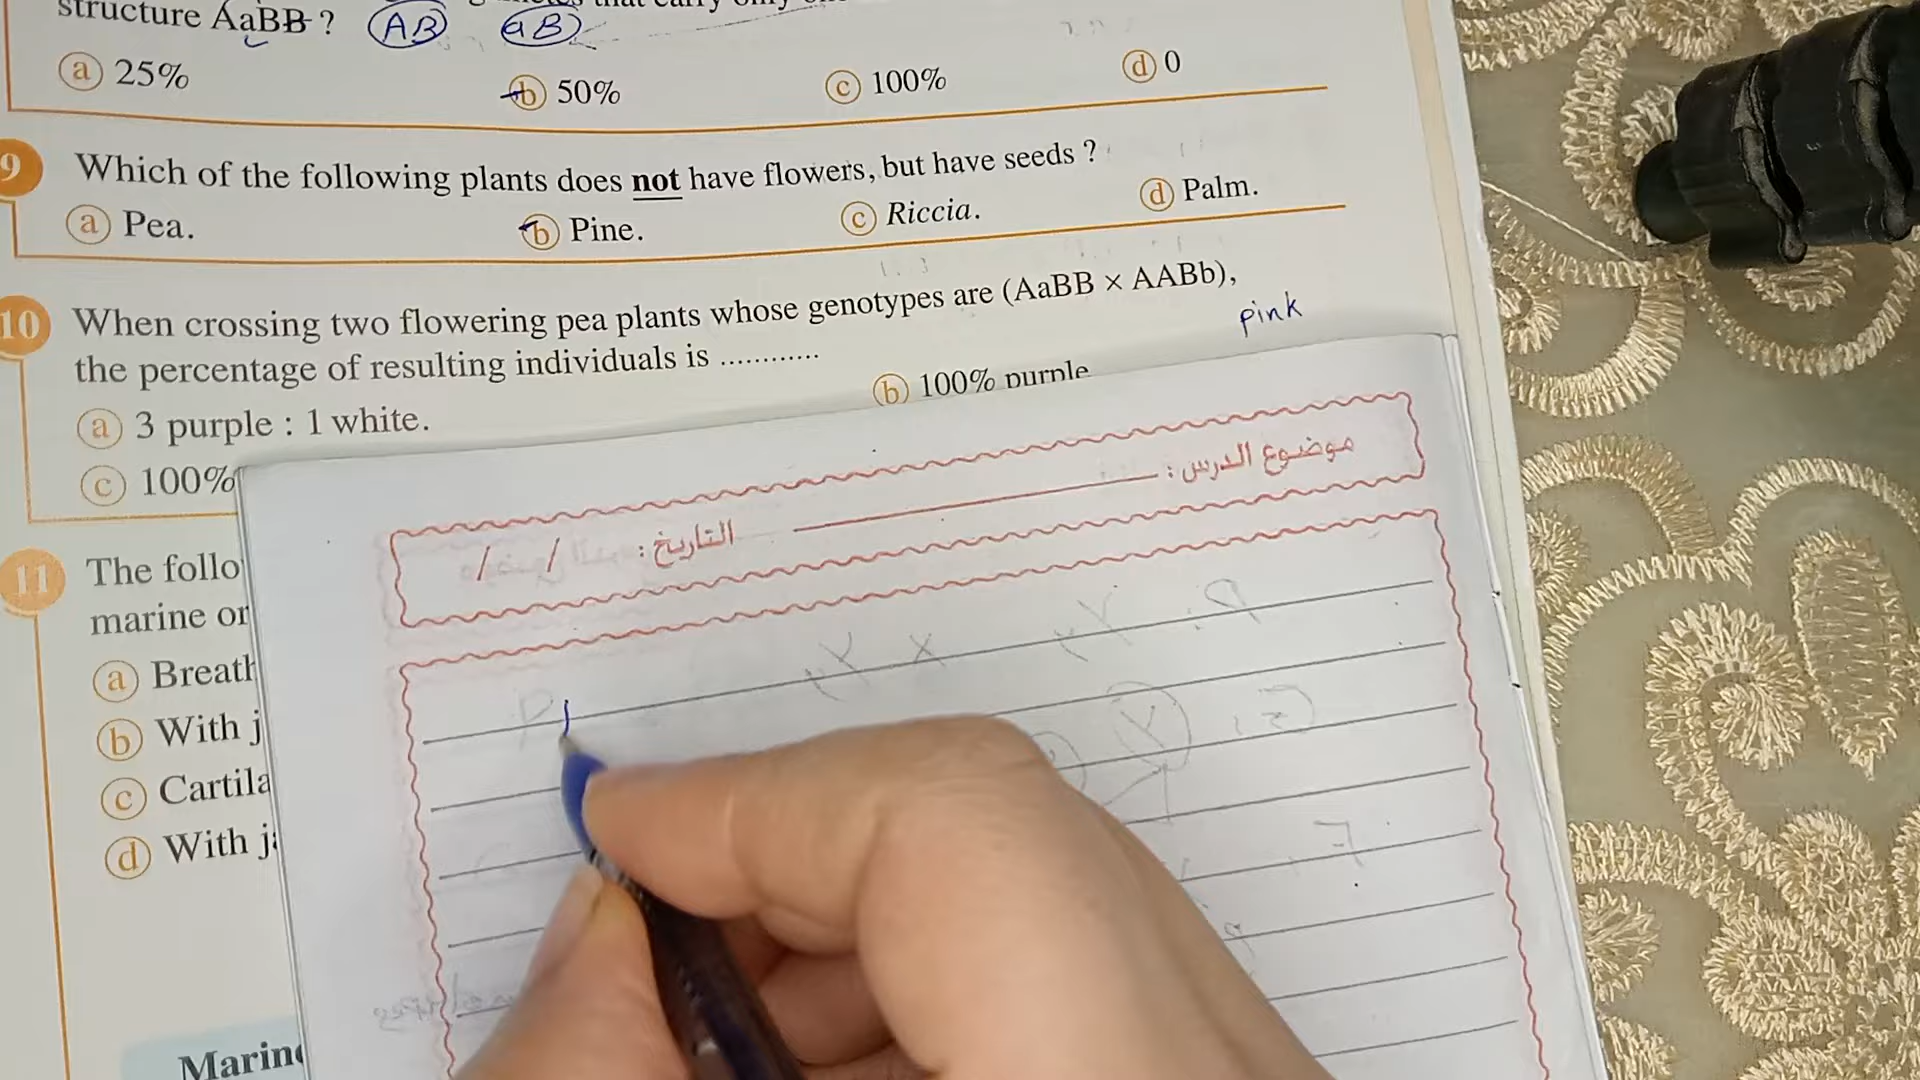 structure AaBB ? AB aB
a 25% b 50% c 100% d 0
9 Which of the following plants does not have flowers, but have seeds ?
a Pea. b Pine. c Riccia. d Palm.
10 When crossing two flowering pea plants whose genotypes are (AaBB × AABb),
pink
the percentage of resulting individuals is ............
a 3 purple : 1 white. b 100% purple
c 100%
موضوع الدرس :
التاريخ : / /
11 The follo
marine or
a Breath
b With j
c Cartila
d With ja
Marine